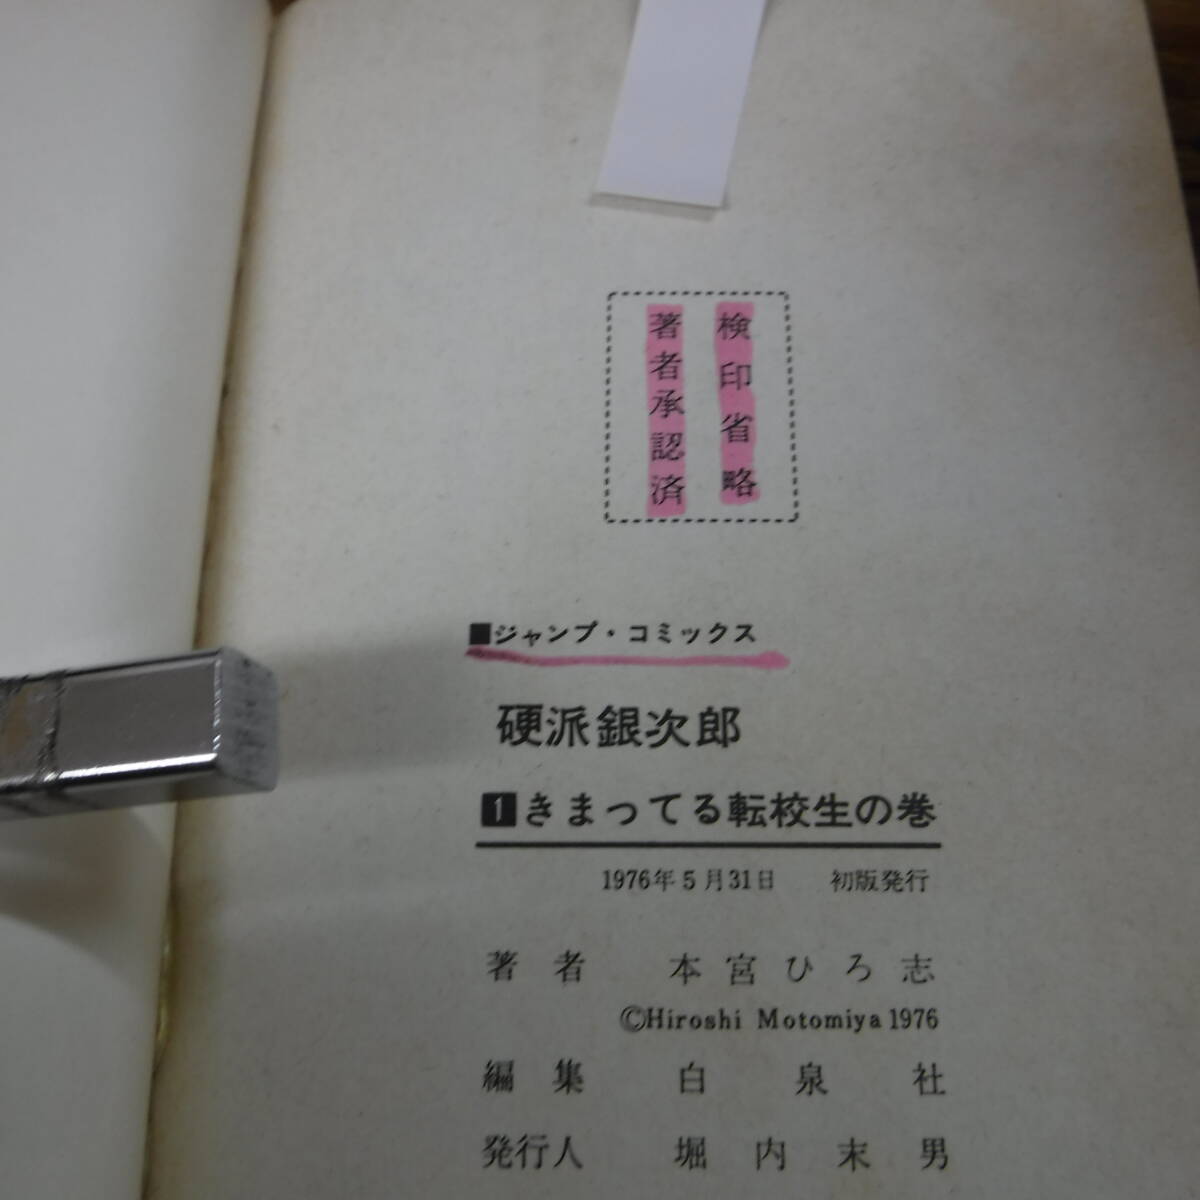 検印省略
著者承認済
■ジャンプ・コミックス
硬派銀次郎
1きまってる転校生の巻
1976年5月31日 初版発行
著者 本宮ひろ志
©Hiroshi Motomiya 1976
編集 白泉社
発行人 堀内末男